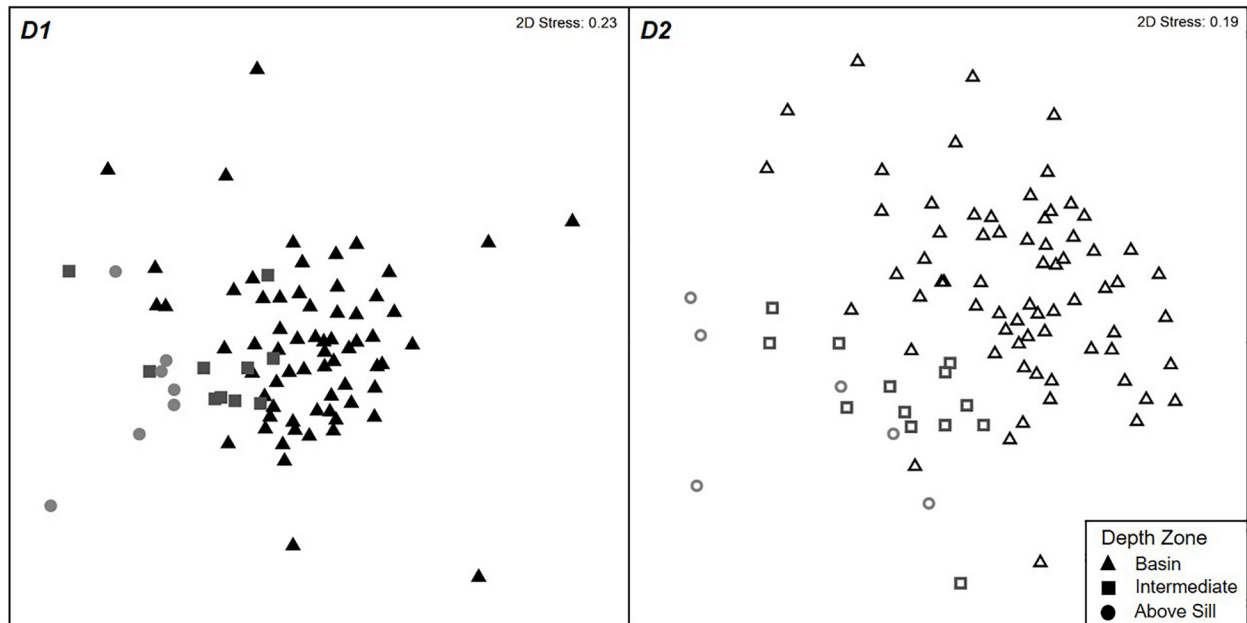 D1
2D Stress: 0.23
D2
2D Stress: 0.19
Depth Zone
Basin
Intermediate
Above Sill